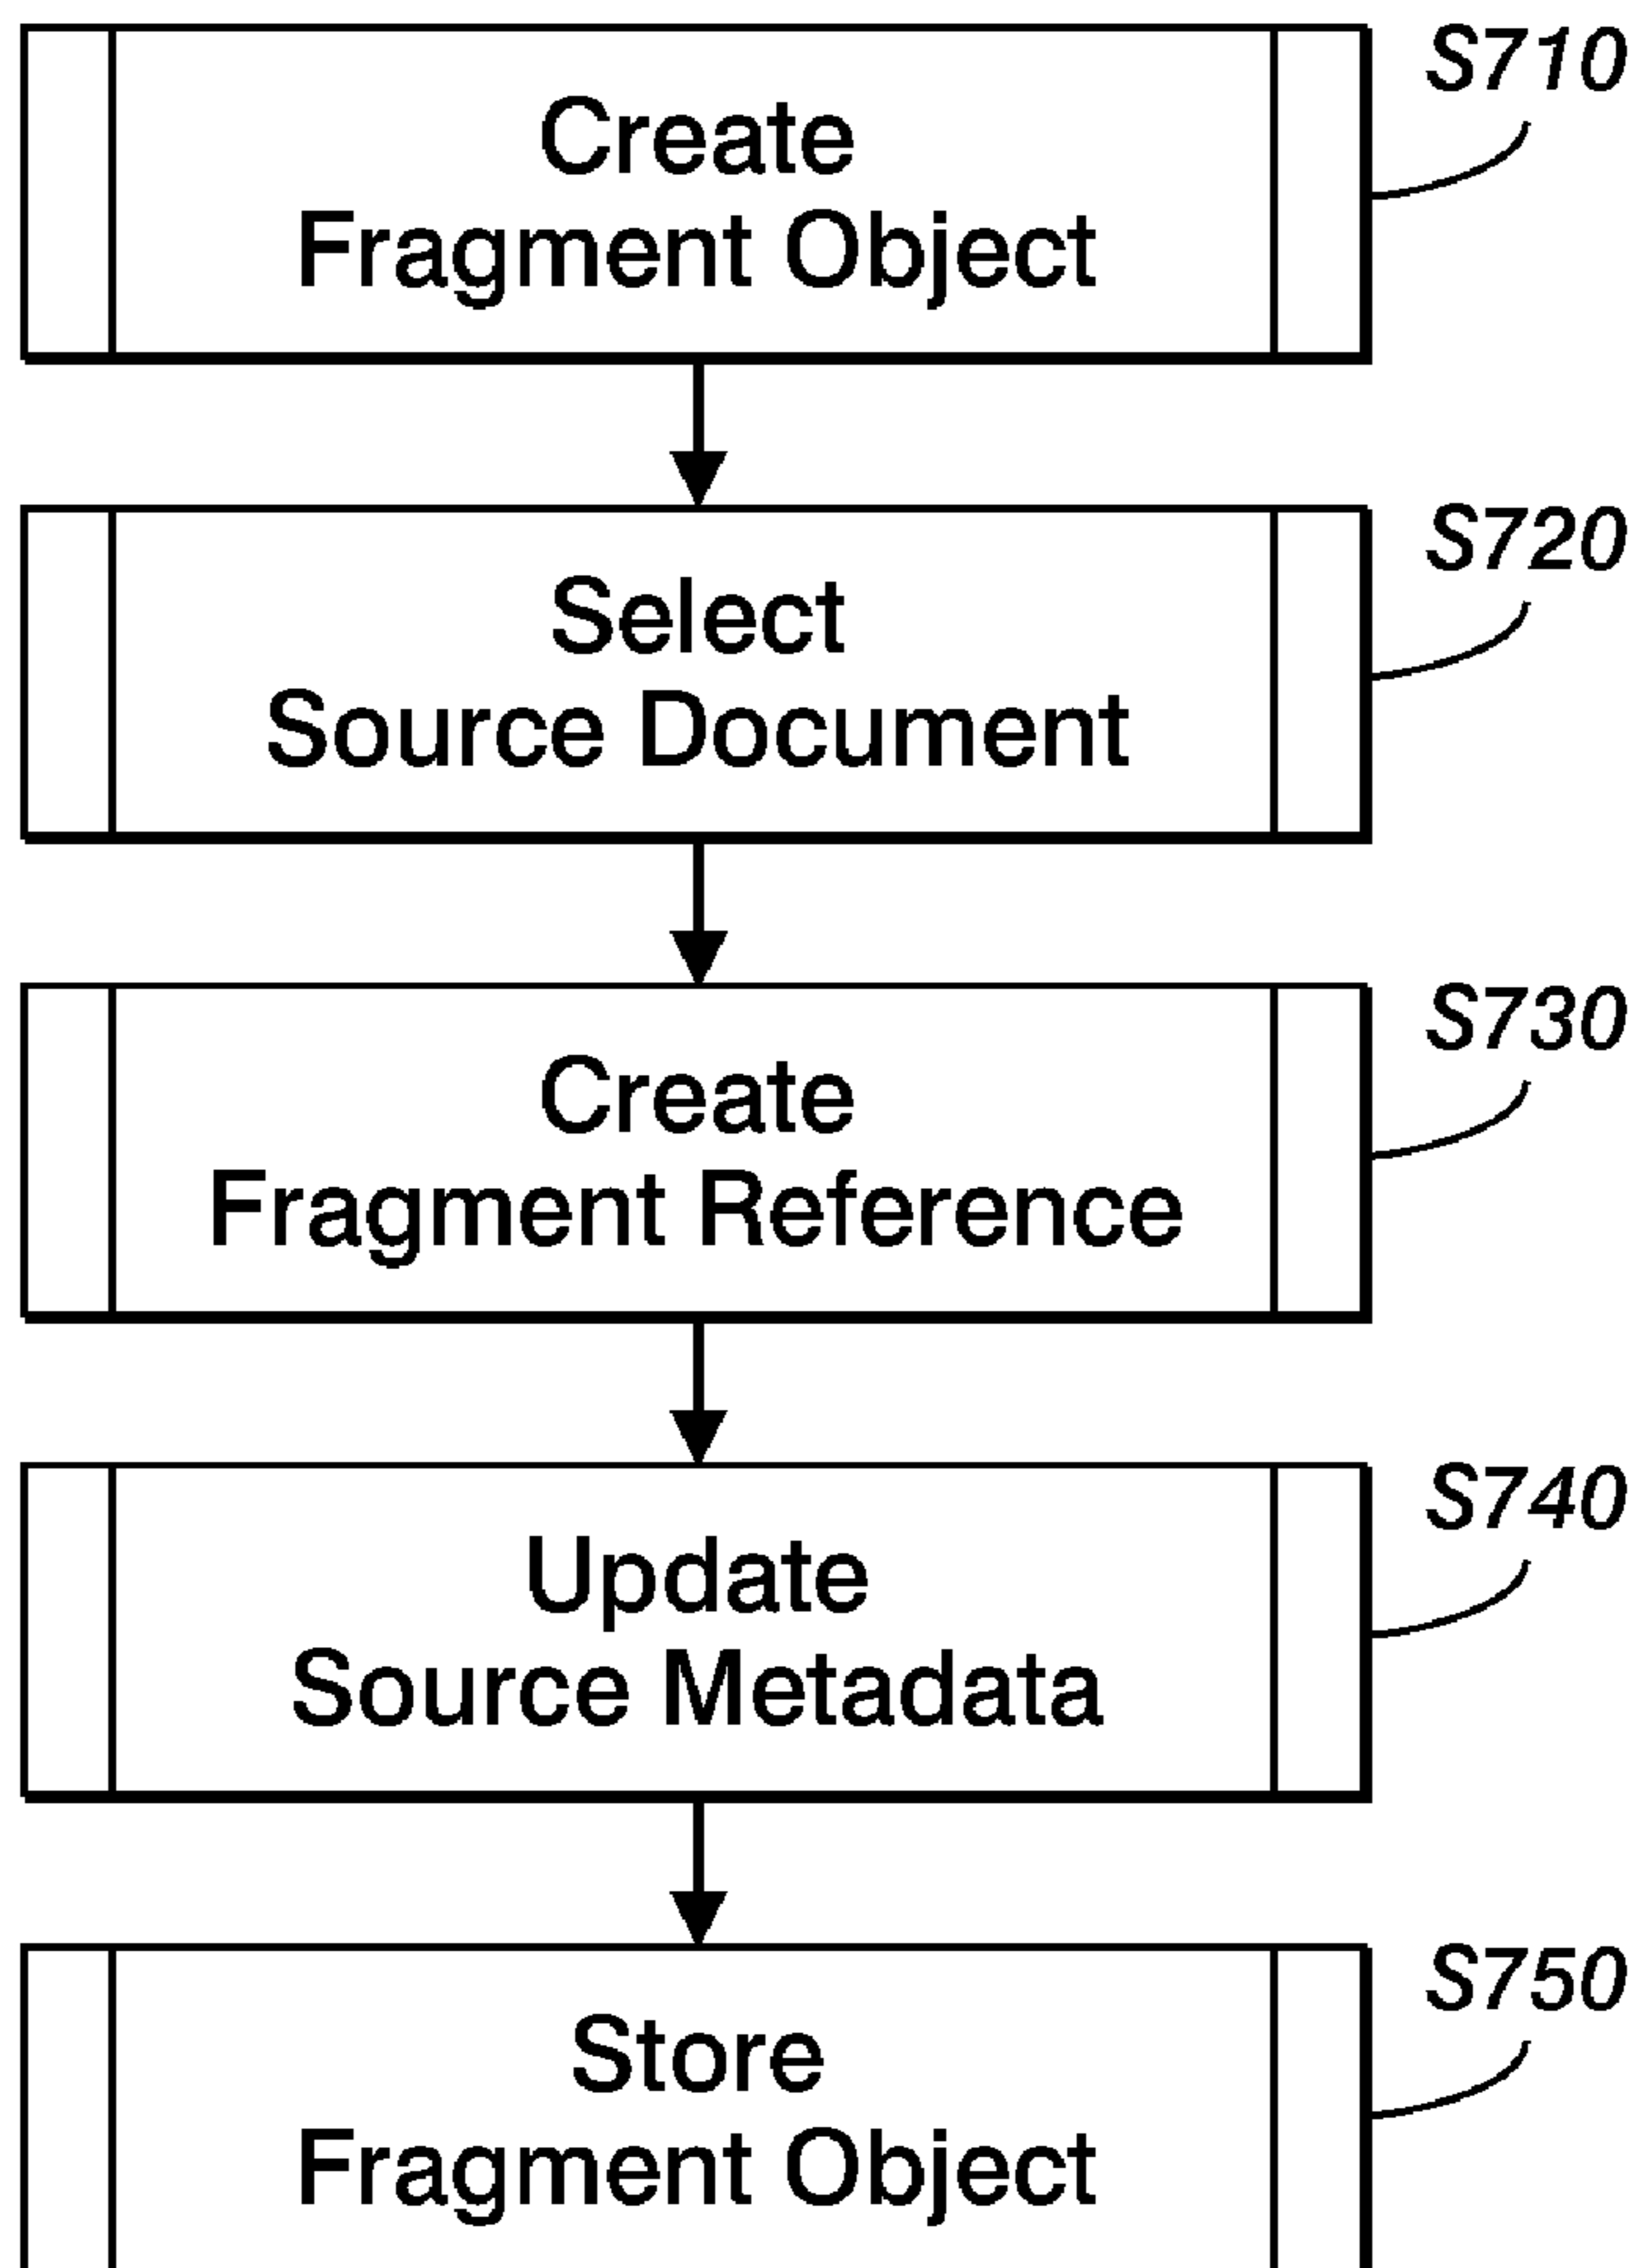 S710
Create
Fragment Object
S720
Select
Source Document
S730
Create
Fragment Reference
S740
Update
Source Metadata
S750
Store
Fragment Object